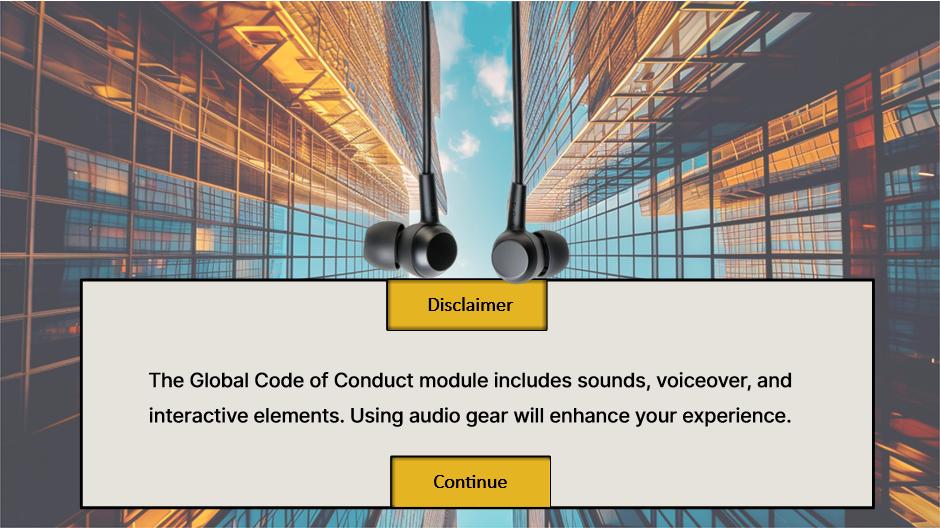 Disclaimer
The Global Code of Conduct module includes sounds, voiceover, and
interactive elements. Using audio gear will enhance your experience.
Continue